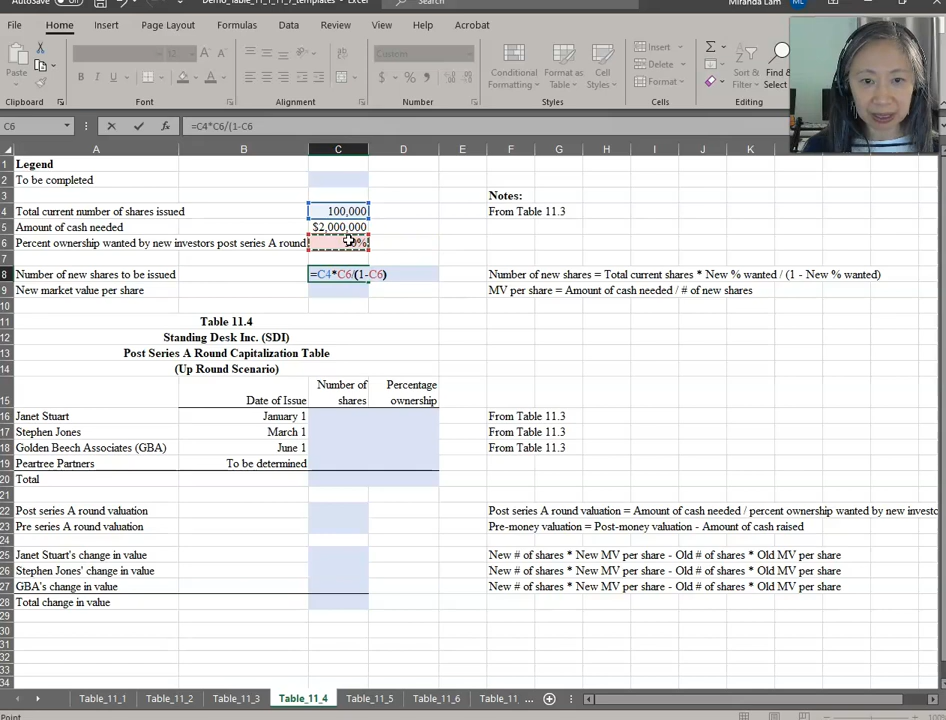 AutoSave Off Demo_Table_11_1_11_7_templates - Excel Miranda Lam ML
File Home Insert Page Layout Formulas Data Review View Help Acrobat
Paste
B I U
Custom
$ % 9
Conditional Formatting
Format as Table
Cell Styles
Insert
Delete
Format
Sort & Filter
Find & Select
Clipboard Font Alignment Number Styles Cells Editing
C6 fx =C4*C6/(1-C6
A B C D E F G H I J K
1 Legend
2 To be completed
3 Notes:
4 Total current number of shares issued 100,000 From Table 11.3
5 Amount of cash needed $2,000,000
6 Percent ownership wanted by new investors post series A round
7
8 Number of new shares to be issued =C4*C6/(1-C6) Number of new shares = Total current shares * New % wanted / (1 - New % wanted)
9 New market value per share MV per share = Amount of cash needed / # of new shares
10
11 Table 11.4
12 Standing Desk Inc. (SDI)
13 Post Series A Round Capitalization Table
14 (Up Round Scenario)
15 Date of Issue Number of shares Percentage ownership
16 Janet Stuart January 1 From Table 11.3
17 Stephen Jones March 1 From Table 11.3
18 Golden Beech Associates (GBA) June 1 From Table 11.3
19 Peartree Partners To be determined
20 Total
21
22 Post series A round valuation Post series A round valuation = Amount of cash needed / percent ownership wanted by new
23 Pre series A round valuation Pre-money valuation = Post-money valuation - Amount of cash raised
24
25 Janet Stuart's change in value New # of shares * New MV per share - Old # of shares * Old MV per share
26 Stephen Jones' change in value New # of shares * New MV per share - Old # of shares * Old MV per share
27 GBA's change in value New # of shares * New MV per share - Old # of shares * Old MV per share
28 Total change in value
29
30
31
32
33
34
Table_11_1 Table_11_2 Table_11_3 Table_11_4 Table_11_5 Table_11_6 Table_11 ...
Point